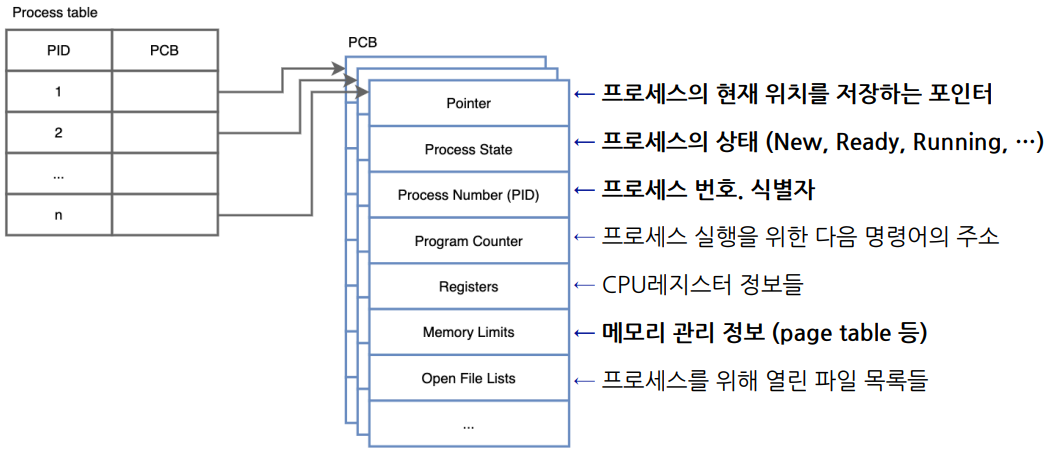 Process table
PID PCB
1
2
...
n
PCB
Pointer ← 프로세스의 현재 위치를 저장하는 포인터
Process State ← 프로세스의 상태 (New, Ready, Running, …)
Process Number (PID) ← 프로세스 번호. 식별자
Program Counter ← 프로세스 실행을 위한 다음 명령어의 주소
Registers ← CPU레지스터 정보들
Memory Limits ← 메모리 관리 정보 (page table 등)
Open File Lists ← 프로세스를 위해 열린 파일 목록들
...